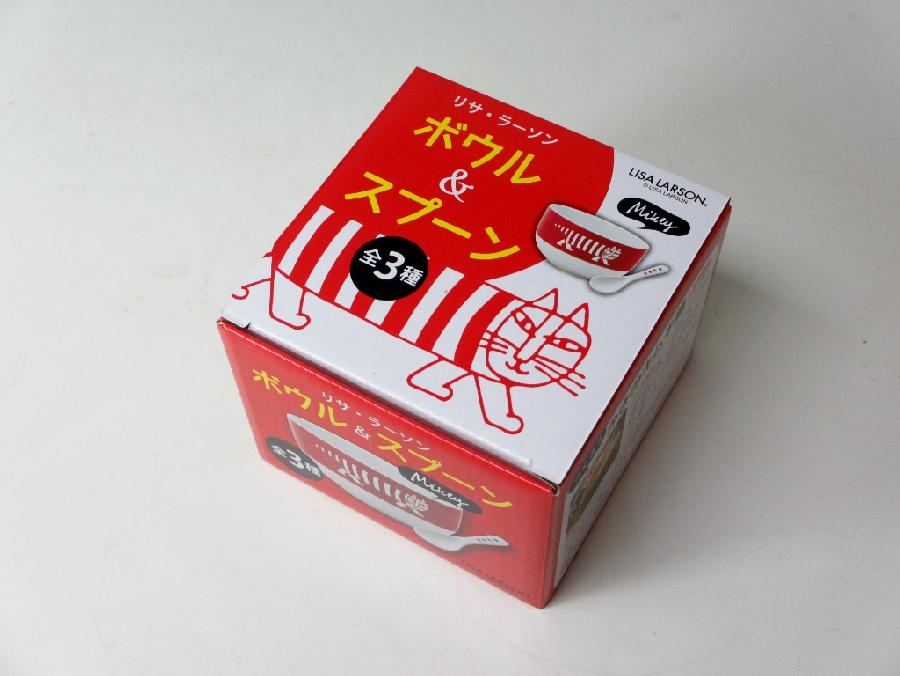 リサ・ラーソン
ボウル
&
スプーン
全3種
LISA LARSON
© LISA LARSON
Mikey
リサ・ラーソン
ボウル & スプーン
全3種
Mikey
LISA LARSON